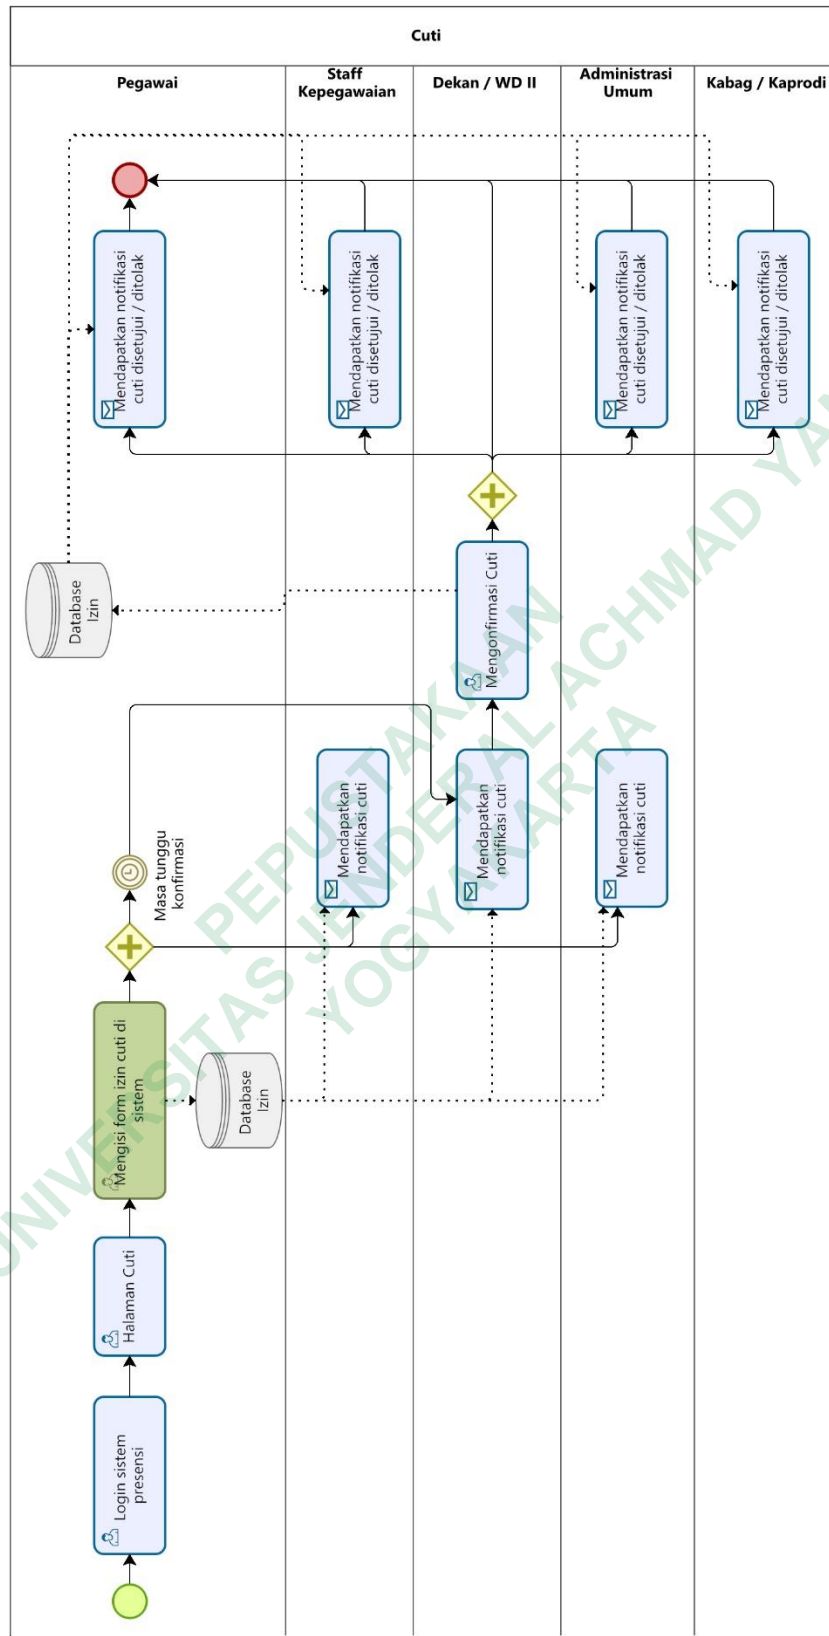 Cuti
Pegawai
Staff
Kepegawaian
Dekan / WD II
Administrasi
Umum
Kabag / Kaprodi
Mendapatkan notifikasi
cuti disetujui / ditolak
Mendapatkan notifikasi
cuti disetujui / ditolak
Mendapatkan notifikasi
cuti disetujui / ditolak
Mendapatkan notifikasi
cuti disetujui / ditolak
Database
Izin
Mengonfirmasi Cuti
Masa tunggu
konfirmasi
Mendapatkan
notifikasi cuti
Mendapatkan
notifikasi cuti
Mendapatkan
notifikasi cuti
Mengisi form izin cuti di
sistem
Database
Izin
Halaman Cuti
Login sistem
presensi
PEPUSTAKAAN
UNIVERSITAS JENDERAL ACHMAD YAN
YOGYAKARTA